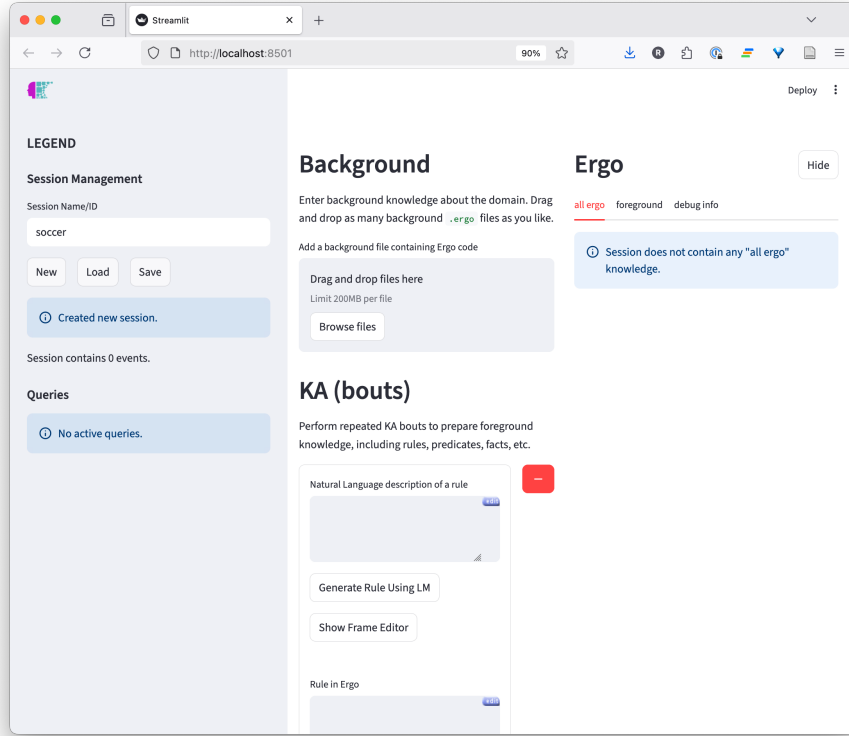 Streamlit
http://localhost:8501
90%
R
LEGEND
Session Management
Session Name/ID
soccer
New
Load
Save
Created new session.
Session contains 0 events.
Queries
No active queries.
Deploy
Background
Enter background knowledge about the domain. Drag
and drop as many background .ergo files as you like.
Add a background file containing Ergo code
Drag and drop files here
Limit 200MB per file
Browse files
KA (bouts)
Perform repeated KA bouts to prepare foreground
knowledge, including rules, predicates, facts, etc.
Natural Language description of a rule
edit
Generate Rule Using LM
Show Frame Editor
Rule in Ergo
edit
Ergo
Hide
all ergo foreground debug info
Session does not contain any "all ergo"
knowledge.